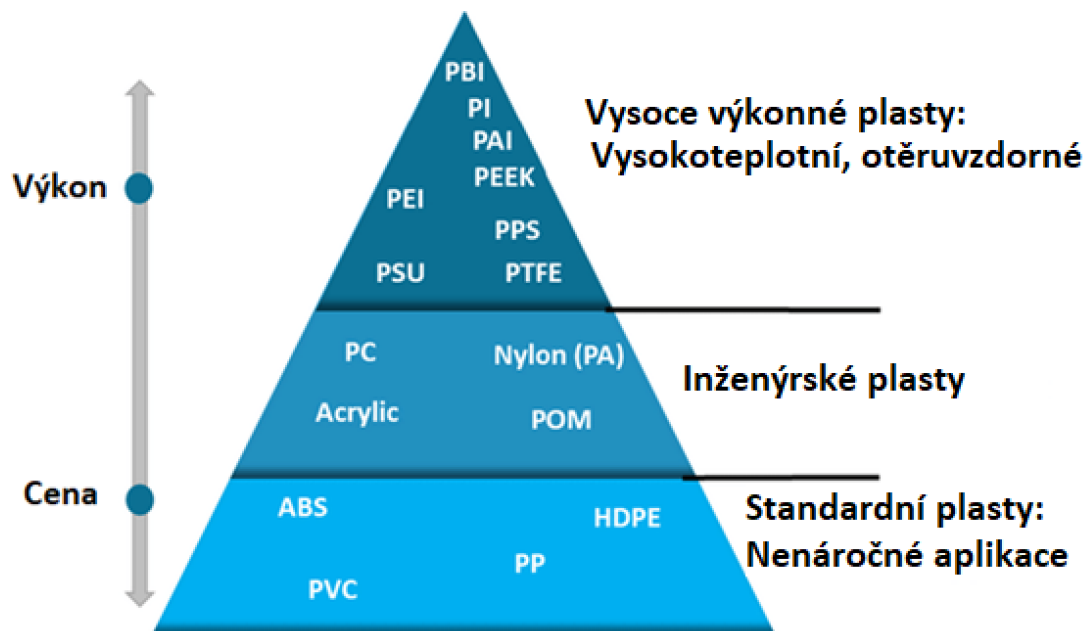 PBI
PI
PAI
PEEK
PEI
PPS
PSU
PTFE
Vysoce výkonné plasty:
Vysokoteplotní, otěruvzdorné
Výkon
PC
Nylon (PA)
Acrylic
POM
Inženýrské plasty
Cena
ABS
HDPE
PP
PVC
Standardní plasty:
Nenáročné aplikace